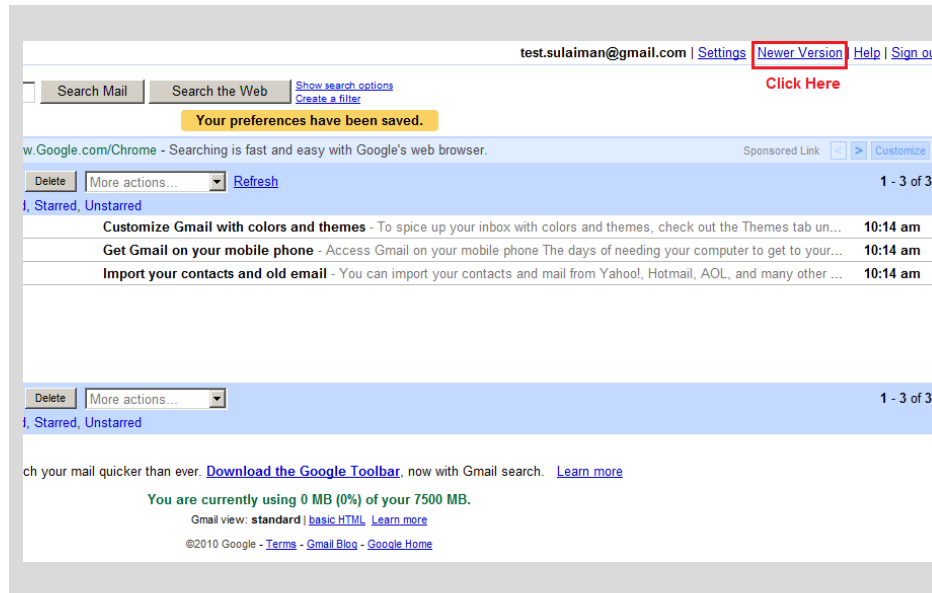 test.sulaiman@gmail.com | Settings | Newer Version | Help | Sign ou
Click Here
Search Mail Search the Web Show search options
Create a filter
Your preferences have been saved.
w.Google.com/Chrome - Searching is fast and easy with Google's web browser. Sponsored Link < > Customize
Delete More actions... Refresh 1 - 3 of 3
d, Starred, Unstarred
Customize Gmail with colors and themes - To spice up your inbox with colors and themes, check out the Themes tab un... 10:14 am
Get Gmail on your mobile phone - Access Gmail on your mobile phone The days of needing your computer to get to your... 10:14 am
Import your contacts and old email - You can import your contacts and mail from Yahoo!, Hotmail, AOL, and many other ... 10:14 am
Delete More actions... 1 - 3 of 3
d, Starred, Unstarred
ch your mail quicker than ever. Download the Google Toolbar, now with Gmail search. Learn more
You are currently using 0 MB (0%) of your 7500 MB.
Gmail view: standard | basic HTML Learn more
©2010 Google - Terms - Gmail Blog - Google Home